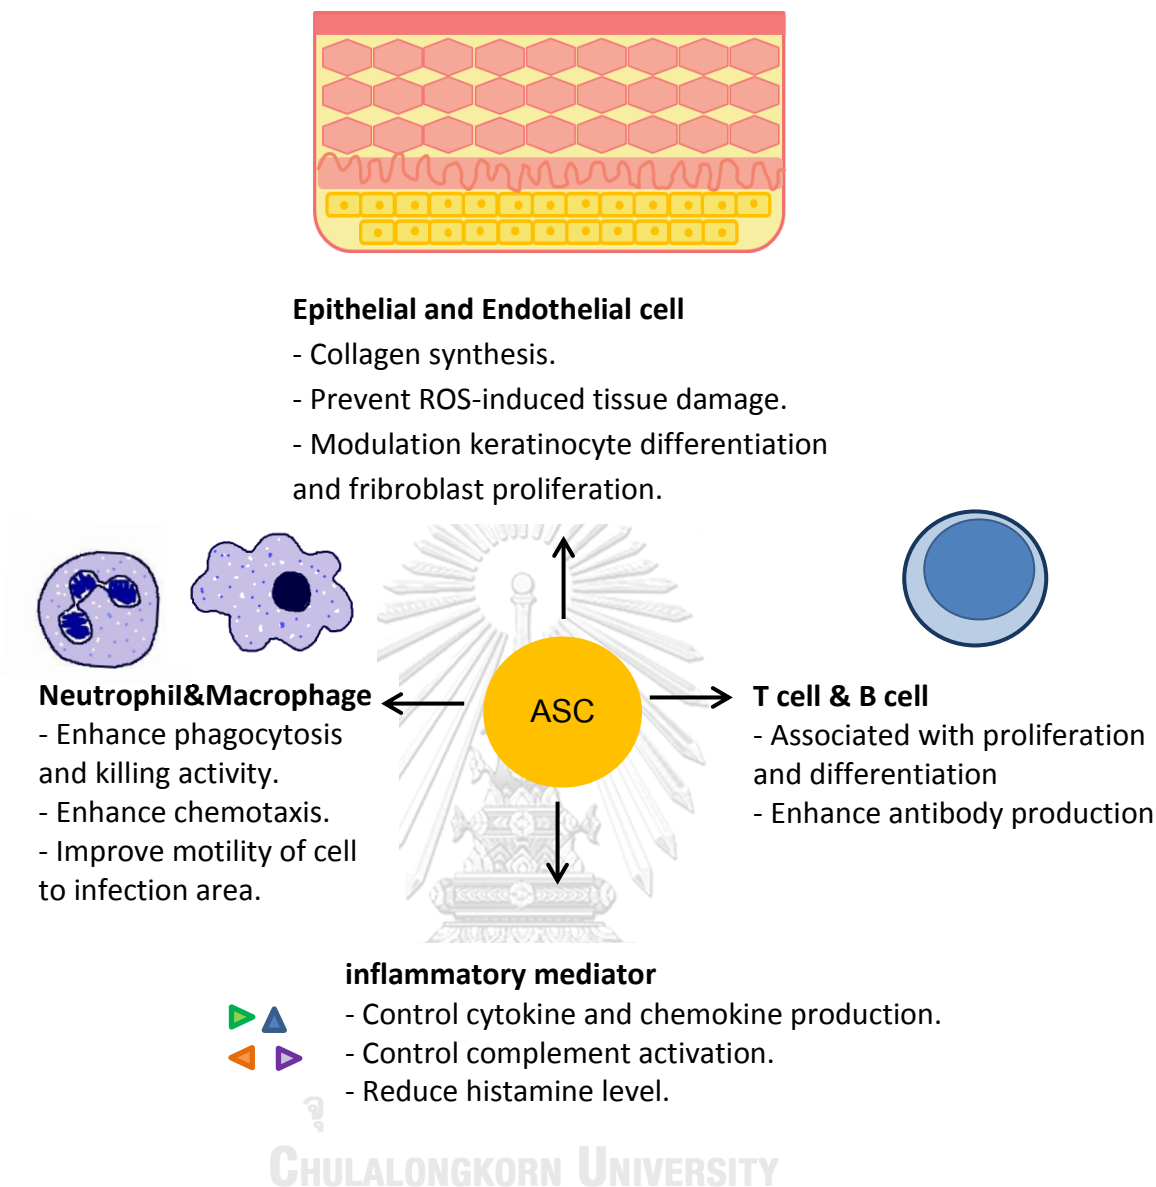 Epithelial and Endothelial cell
- Collagen synthesis.
- Prevent ROS-induced tissue damage.
- Modulation keratinocyte differentiation
and fribroblast proliferation.
Neutrophil&Macrophage
- Enhance phagocytosis
and killing activity.
- Enhance chemotaxis.
- Improve motility of cell
to infection area.
ASC
T cell & B cell
- Associated with proliferation
and differentiation
- Enhance antibody production
inflammatory mediator
- Control cytokine and chemokine production.
- Control complement activation.
- Reduce histamine level.
จุ
CHULALONGKORN UNIVERSITY